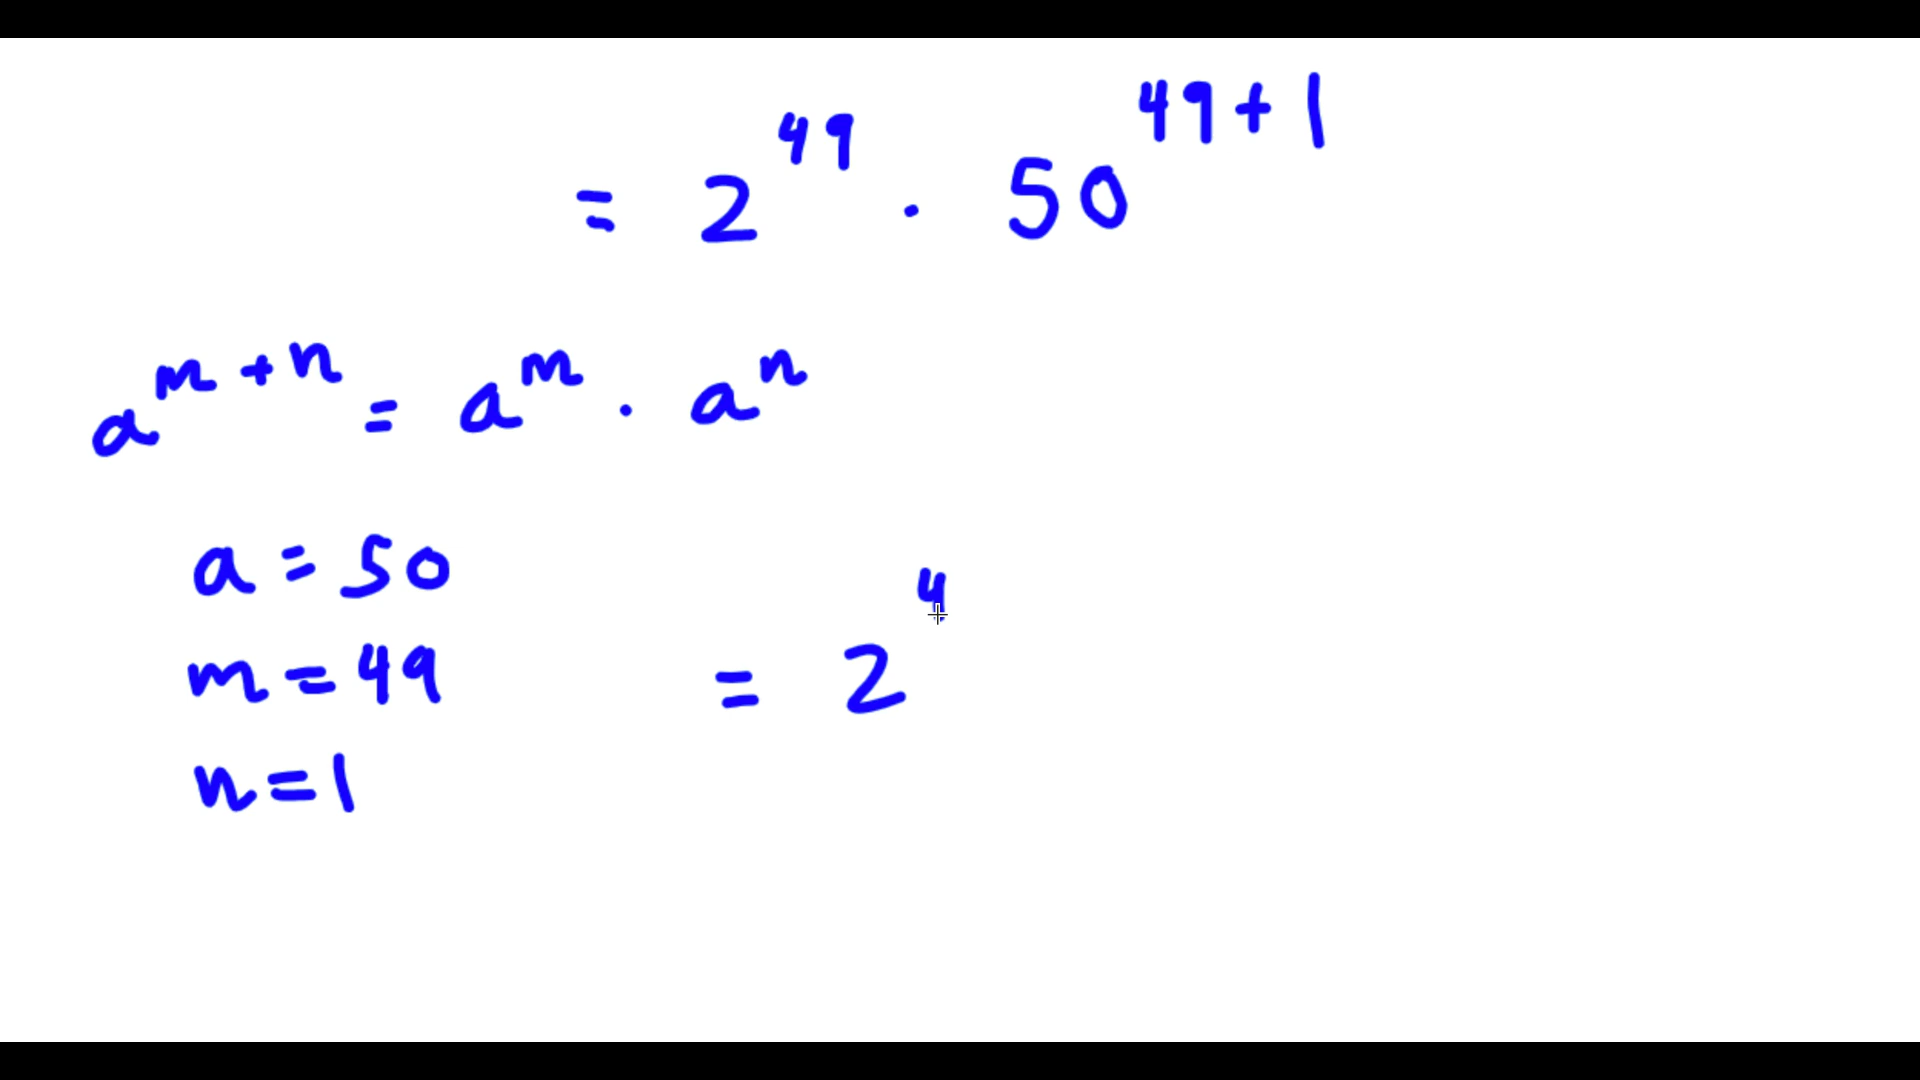 = 2^49 · 50^49+1
a^m+n = a^m · a^n
a = 50
m = 49
n = 1
= 2^4